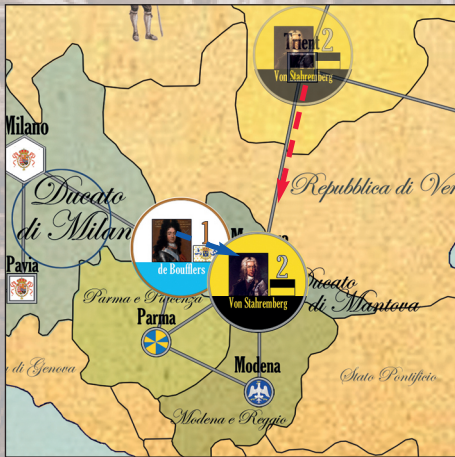 Trient
2
Von Stahremberg
Milano
Repubblica di Ven
Ducato
di Milan
1
de Boufflers
M
2
Von Stahremberg
Pavia
Ducato
di Mantova
Parma e Piacenza
Parma
a di Genova
Modena
Stato Pontificio
Modena e Reggio